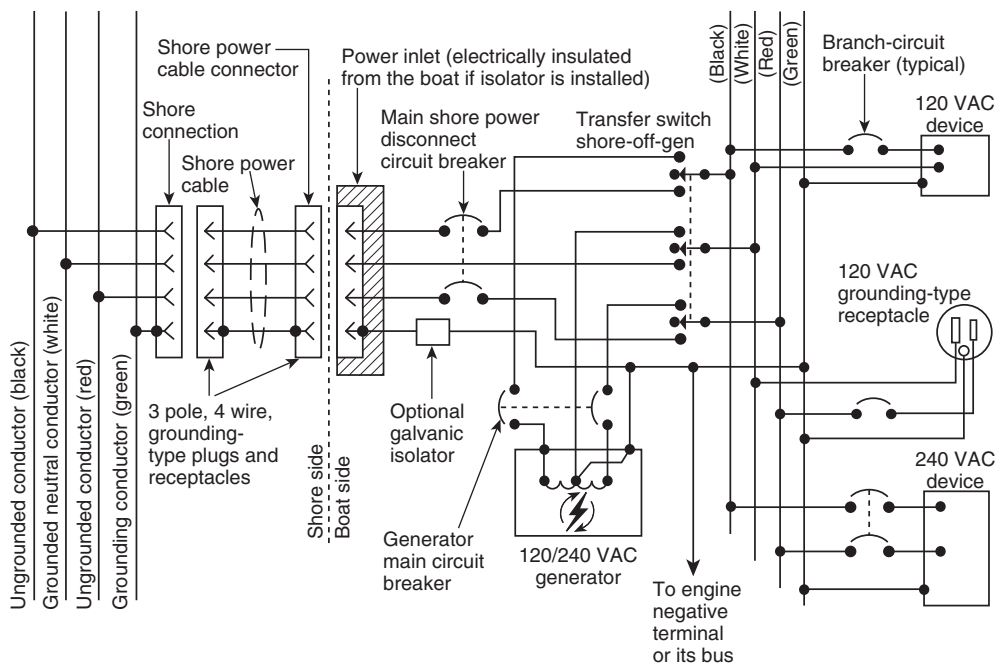 Shore power
cable connector
Power inlet (electrically insulated
from the boat if isolator is installed)
(Black)
(White)
(Red)
(Green)
Branch-circuit
breaker (typical)
Shore
connection
Main shore power
disconnect
circuit breaker
Transfer switch
shore-off-gen
120 VAC
device
Shore power
cable
120 VAC
grounding-type
receptacle
Ungrounded conductor (black)
Grounded neutral conductor (white)
Ungrounded conductor (red)
Grounding conductor (green)
3 pole, 4 wire,
grounding-
type plugs and
receptacles
Shore side
Boat side
Optional
galvanic
isolator
Generator
main circuit
breaker
120/240 VAC
generator
To engine
negative
terminal
or its bus
240 VAC
device